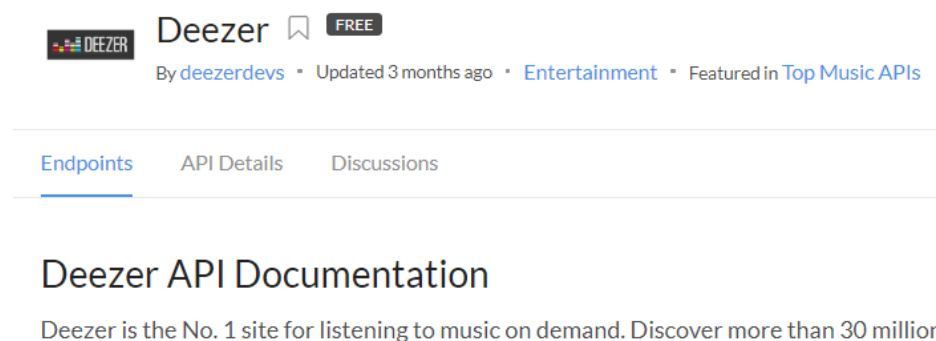 DEEZER
Deezer FREE
By deezerdevs • Updated 3 months ago • Entertainment • Featured in Top Music APIs
Endpoints API Details Discussions
Deezer API Documentation
Deezer is the No. 1 site for listening to music on demand. Discover more than 30 million